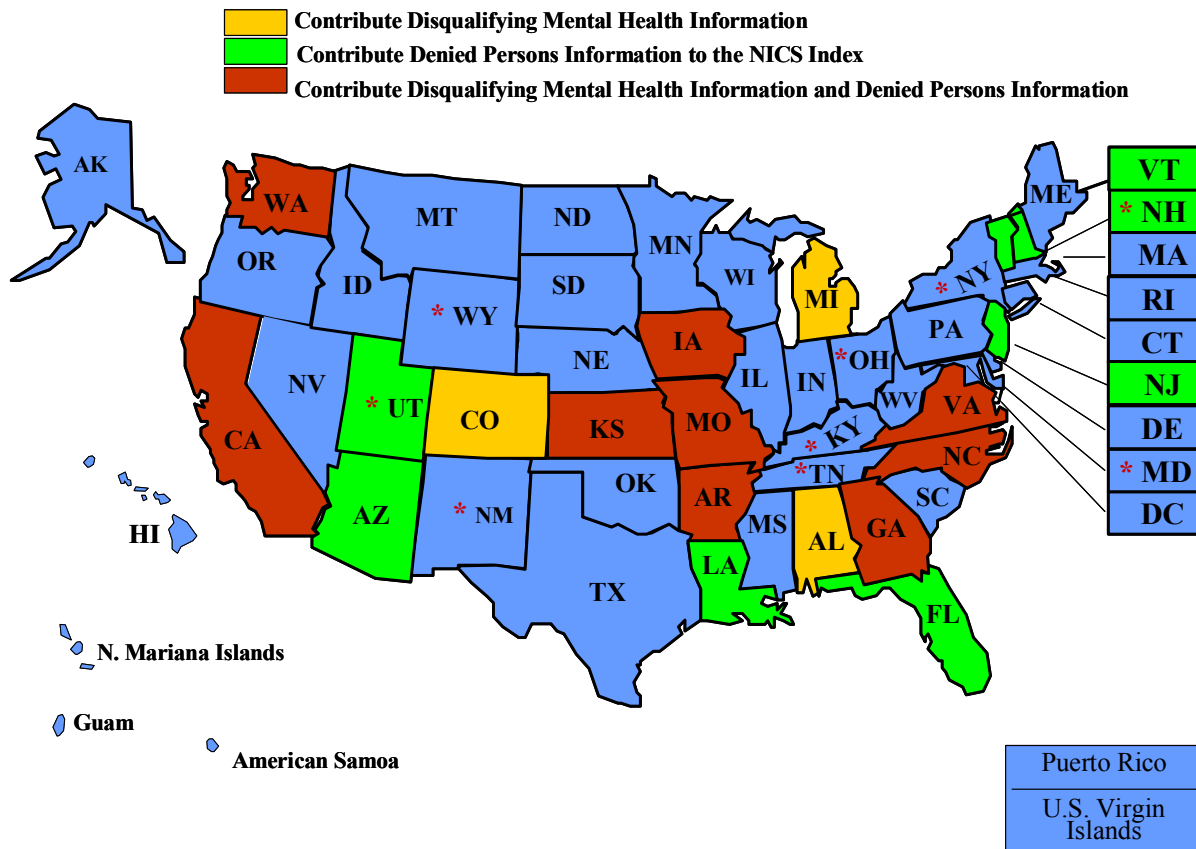 Contribute Disqualifying Mental Health Information
Contribute Denied Persons Information to the NICS Index
Contribute Disqualifying Mental Health Information and Denied Persons Information
AK
WA
MT
ND
MN
ME
VT
* NH
MA
RI
CT
NJ
DE
* MD
DC
OR
ID
* WY
SD
WI
MI
* NY
PA
NV
* UT
CO
NE
IA
IL
IN
* OH
WV
VA
CA
KS
MO
* KY
NC
AZ
* NM
OK
AR
* TN
SC
HI
TX
LA
MS
AL
GA
FL
N. Mariana Islands
Guam
American Samoa
Puerto Rico
U.S. Virgin
Islands